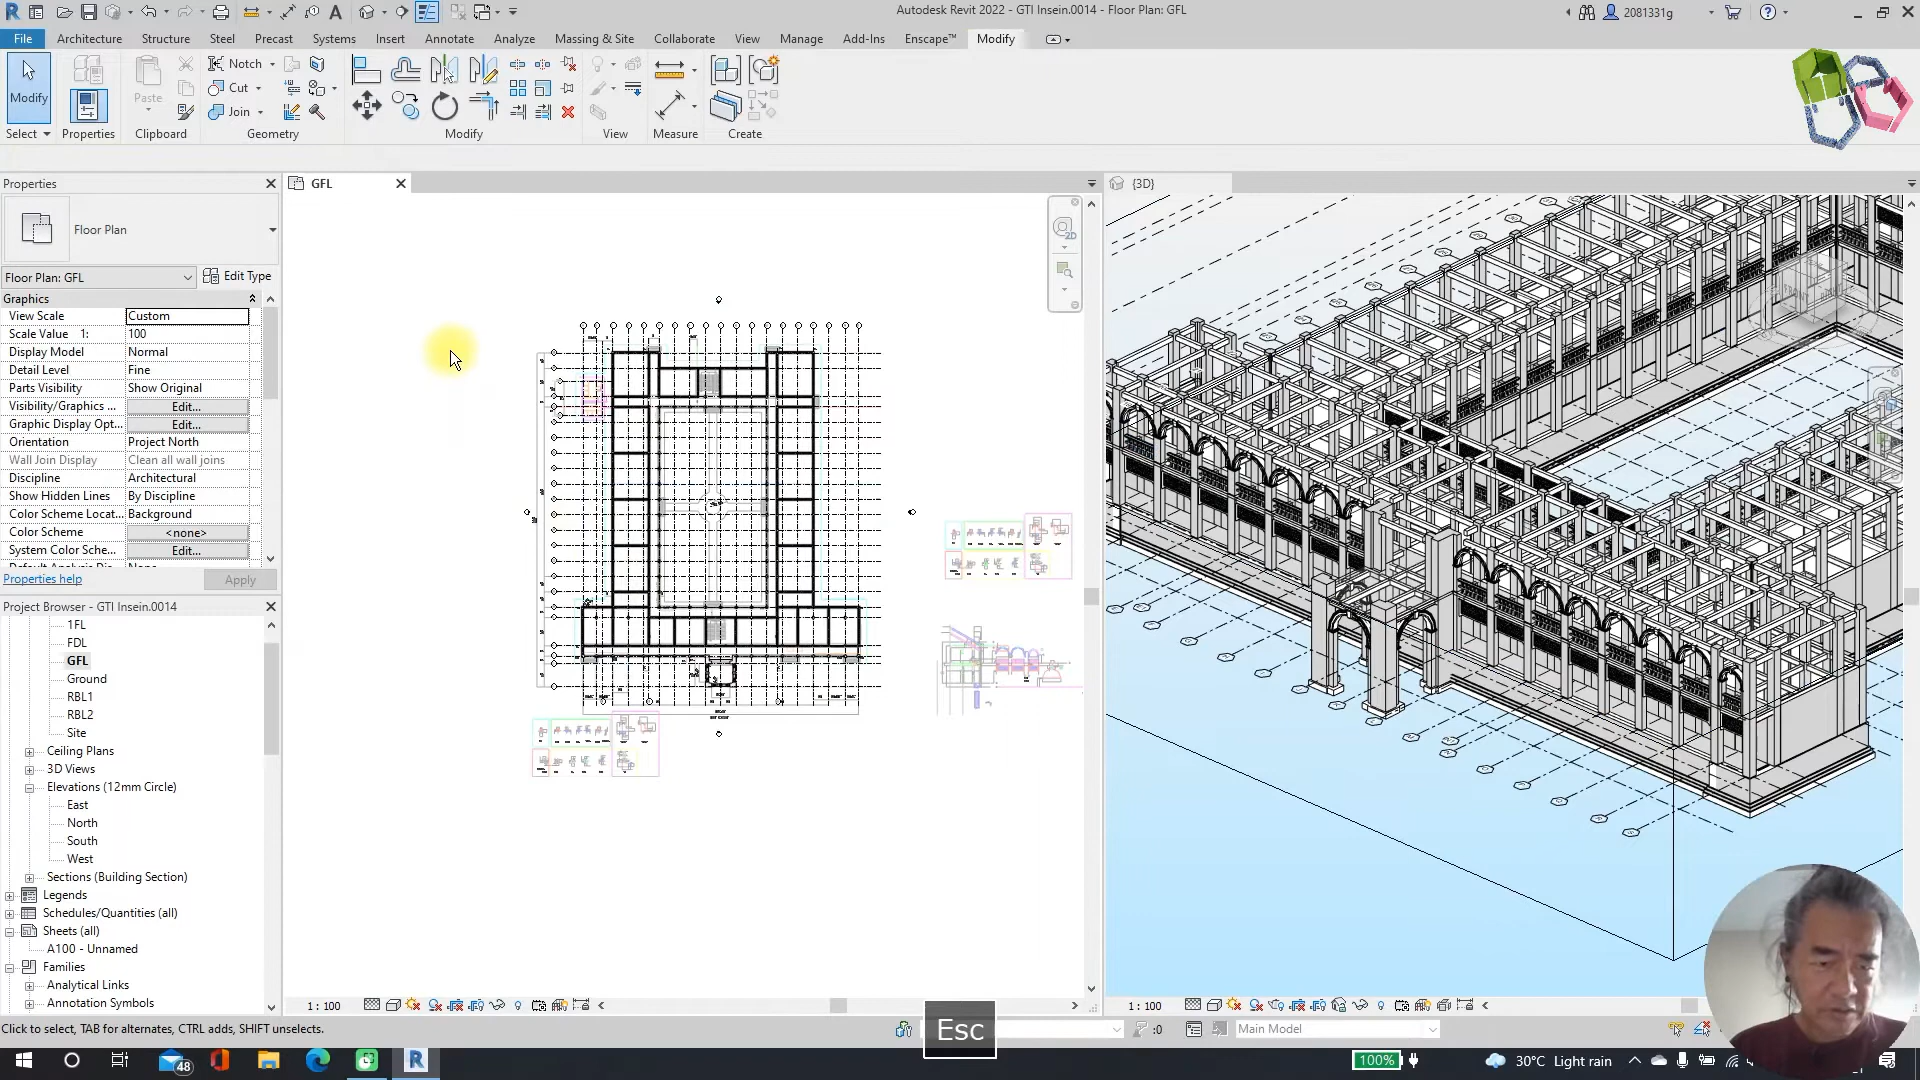 Autodesk Revit 2022 - GTI Insein.0014 - Floor Plan: GFL
2081331g
File Architecture Structure Steel Precast Systems Insert Annotate Analyze Massing & Site Collaborate View Manage Add-Ins Enscape™ Modify
Modify
Paste
Notch
Cut
Join
Select Properties Clipboard Geometry Modify View Measure Create
Properties
Floor Plan
Floor Plan: GFL Edit Type
Graphics
View Scale Custom
Scale Value 1: 100
Display Model Normal
Detail Level Fine
Parts Visibility Show Original
Visibility/Graphics ... Edit...
Graphic Display Opt... Edit...
Orientation Project North
Wall Join Display Clean all wall joins
Discipline Architectural
Show Hidden Lines By Discipline
Color Scheme Locat... Background
Color Scheme <none>
System Color Sche... Edit...
Properties help Apply
Project Browser - GTI Insein.0014
1FL
FDL
GFL
Ground
RBL1
RBL2
Site
Ceiling Plans
3D Views
Elevations (12mm Circle)
East
North
South
West
Sections (Building Section)
Legends
Schedules/Quantities (all)
Sheets (all)
A100 - Unnamed
Families
Analytical Links
Annotation Symbols
GFL
{3D}
2D
1 : 100
1 : 100
Click to select, TAB for alternates, CTRL adds, SHIFT unselects.
Esc
:0
Main Model
48
100%
30°C Light rain